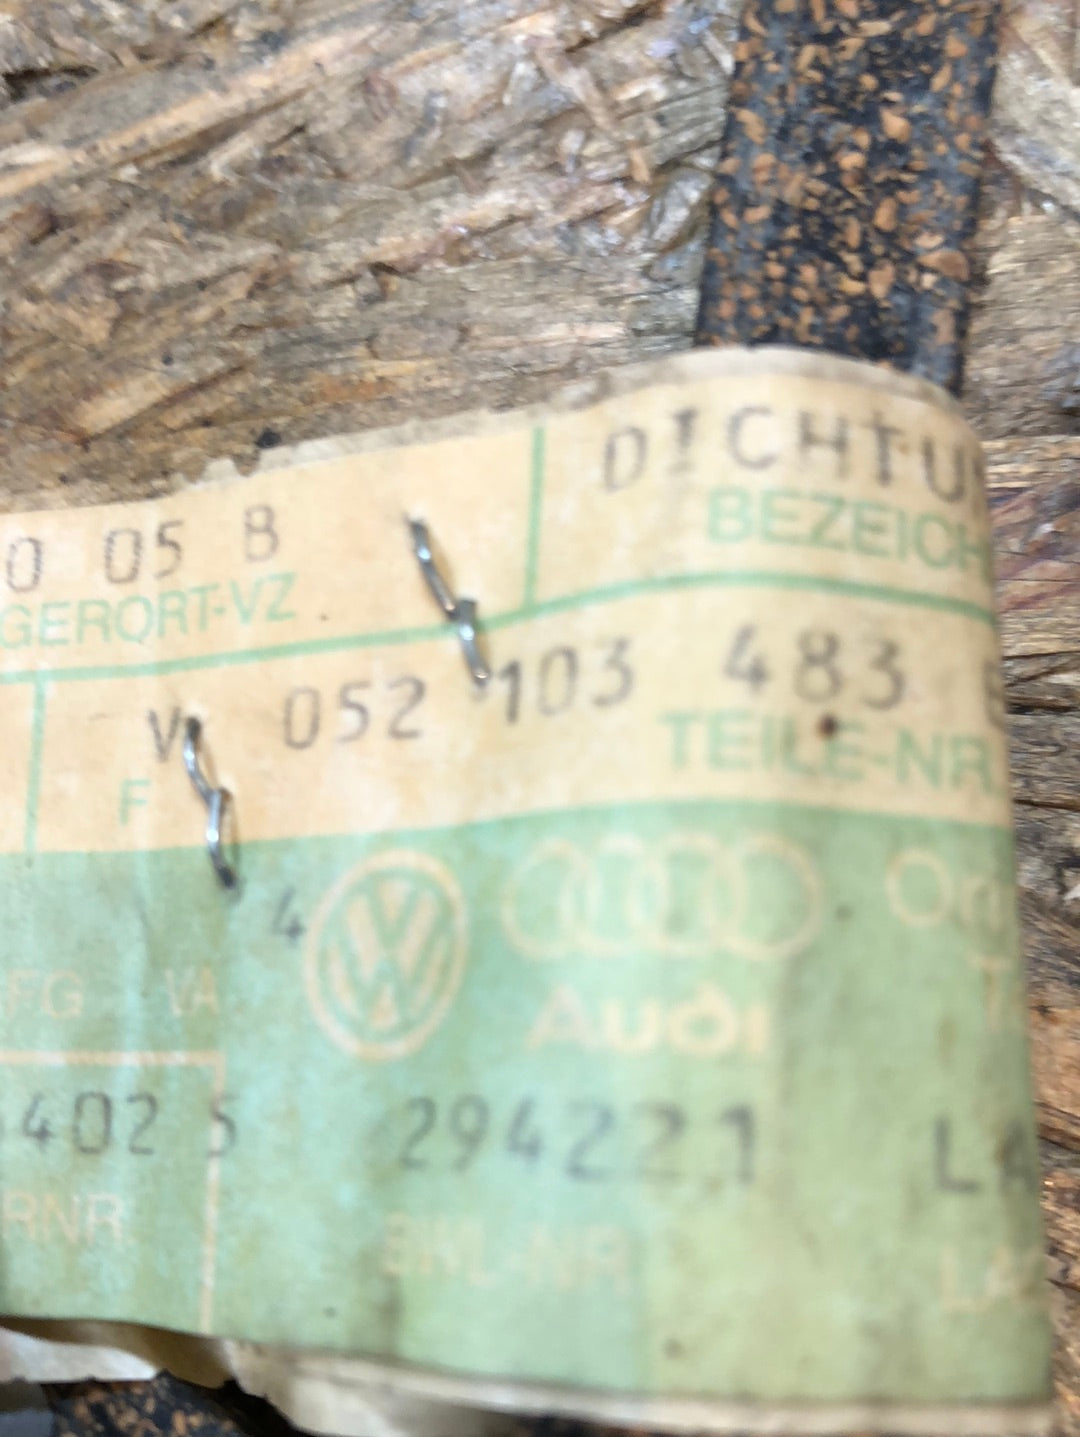 DICHTU
BEZEICH
0 05 B
GERORT-VZ
V 052 103 483
TEILE-NR.
F
4
Audi
FG VA
402 5 294221 LA
RNR.